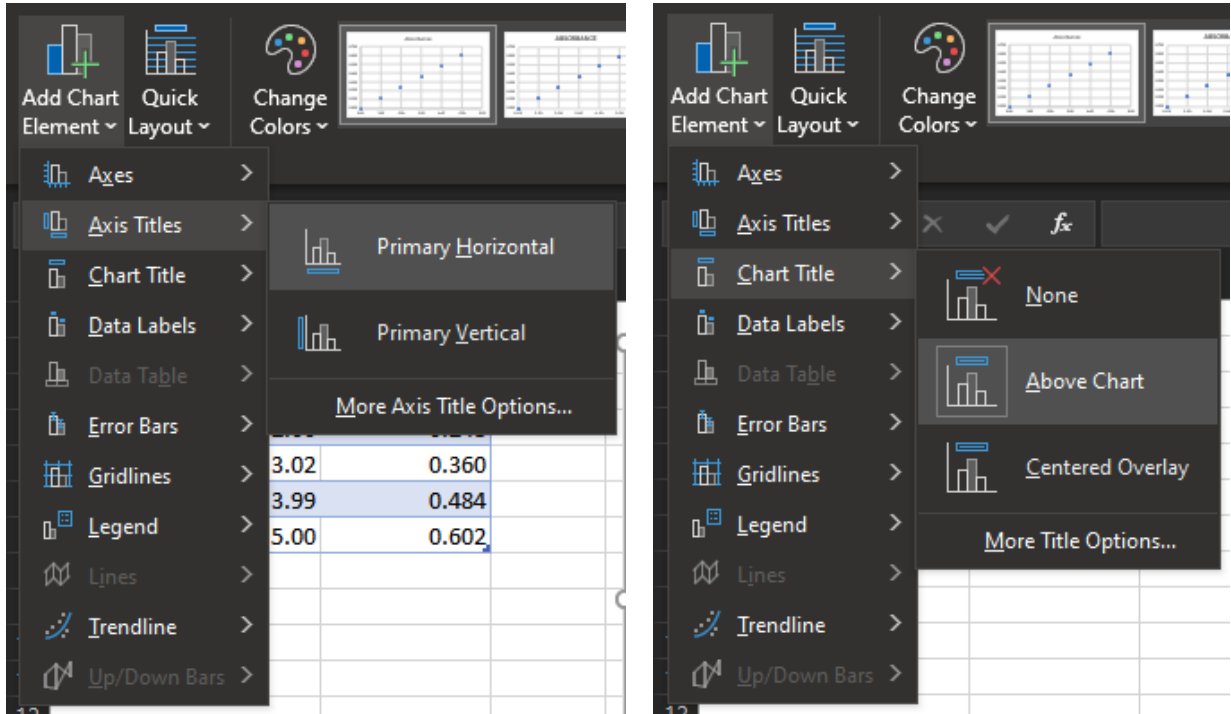 Add Chart Element
Quick Layout
Change Colors
Axes
Axis Titles
Chart Title
Data Labels
Data Table
Error Bars
Gridlines
Legend
Lines
Trendline
Up/Down Bars
Primary Horizontal
Primary Vertical
More Axis Title Options...
3.02 0.360
3.99 0.484
5.00 0.602
Add Chart Element
Quick Layout
Change Colors
Axes
Axis Titles
Chart Title
Data Labels
Data Table
Error Bars
Gridlines
Legend
Lines
Trendline
Up/Down Bars
fx
None
Above Chart
Centered Overlay
More Title Options...